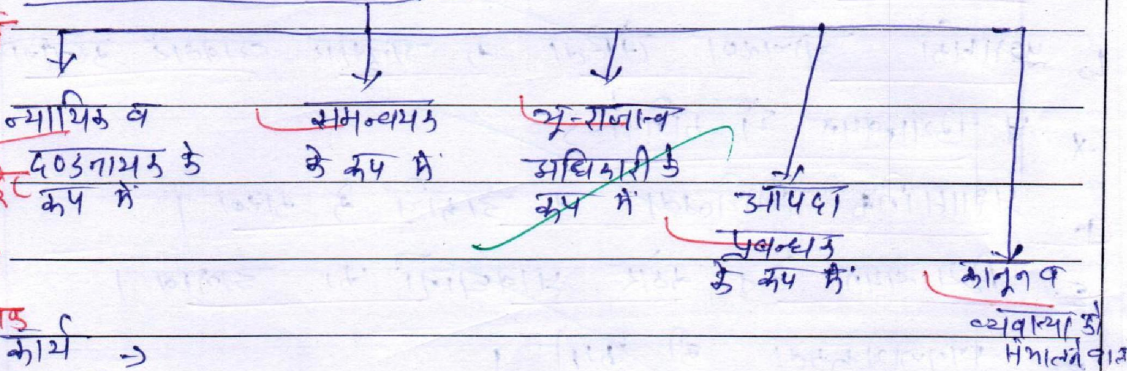 न्यायिक व
दण्डनायक के
रूप में
समन्वयक
के रूप में
भू-राजस्व
अधिकारी के
रूप में
आपदा
प्रबन्धक
के रूप में
कानून व
व्यवस्था को
संभालने वाला
कार्य →